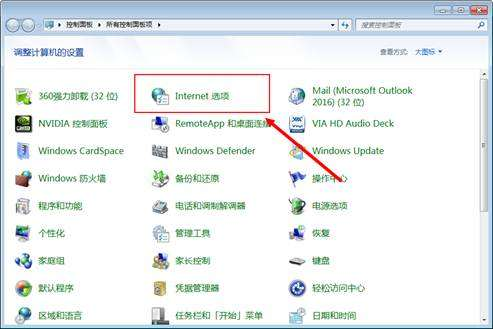 控制面板 ▸ 所有控制面板项 ▸
搜索控制面板
调整计算机的设置
查看方式: 大图标
360强力卸载 (32 位)
Internet 选项
Mail (Microsoft Outlook
2016) (32 位)
NVIDIA 控制面板
RemoteApp 和桌面连接
VIA HD Audio Deck
Windows CardSpace
Windows Defender
Windows Update
Windows 防火墙
备份和还原
操作中心
程序和功能
电话和调制解调器
电源选项
个性化
管理工具
恢复
家庭组
家长控制
键盘
默认程序
凭据管理器
轻松访问中心
区域和语言
任务栏和「开始」菜单
日期和时间